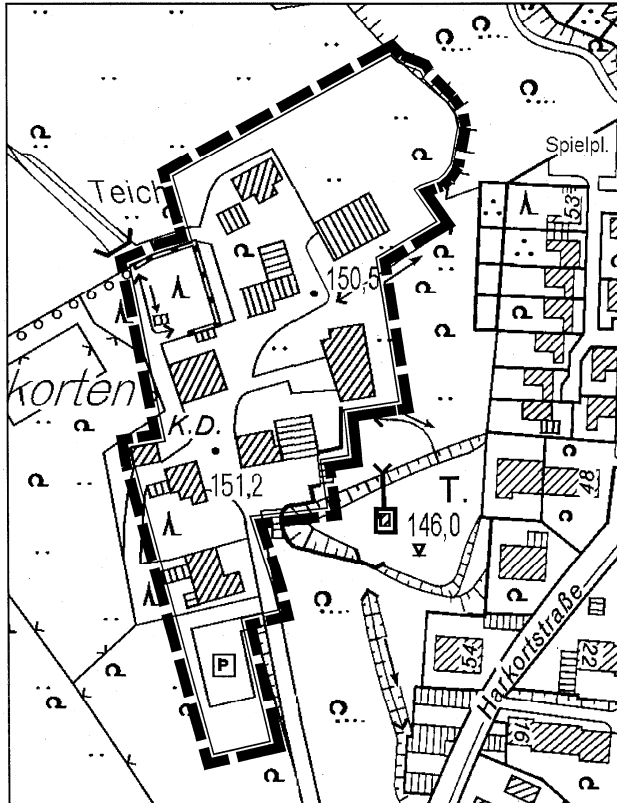 Spielpl.
53
Teich
150,5
korten
K.D.
151,2
T.
146,0
48
P
54
22
Harkortstraße
16